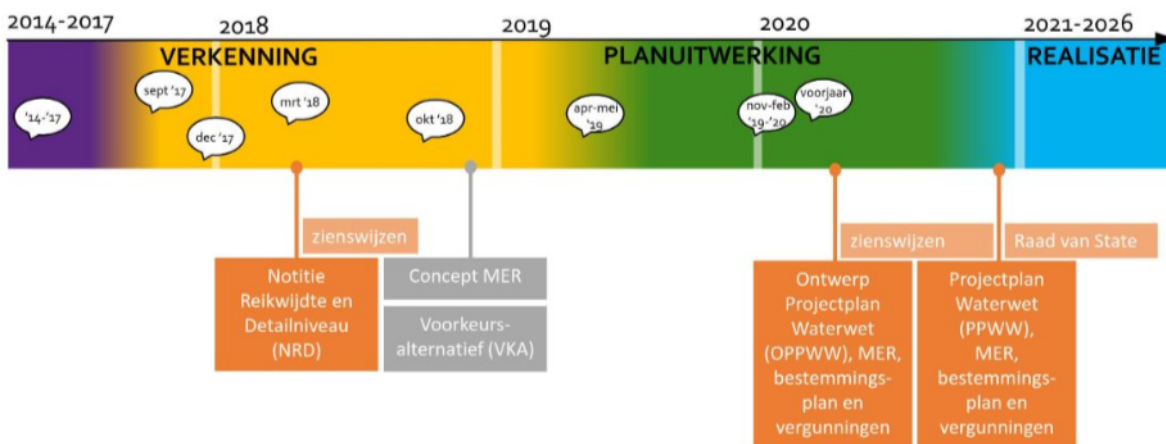 2014-2017
2018
2019
2020
2021-2026
VERKENNING
PLANUITWERKING
REALISATIE
'14-'17
sept '17
dec '17
mrt '18
okt '18
apr-mei
'19
nov-feb
'19-'20
voorjaar
'20
zienswijzen
Notitie
Reikwijdte en
Detailniveau
(NRD)
Concept MER
Voorkeurs-
alternatief (VKA)
zienswijzen
Ontwerp
Projectplan
Waterwet
(OPPWW), MER,
bestemmings-
plan en
vergunningen
Raad van State
Projectplan
Waterwet
(PPWW),
MER,
bestemmings-
plan en
vergunningen